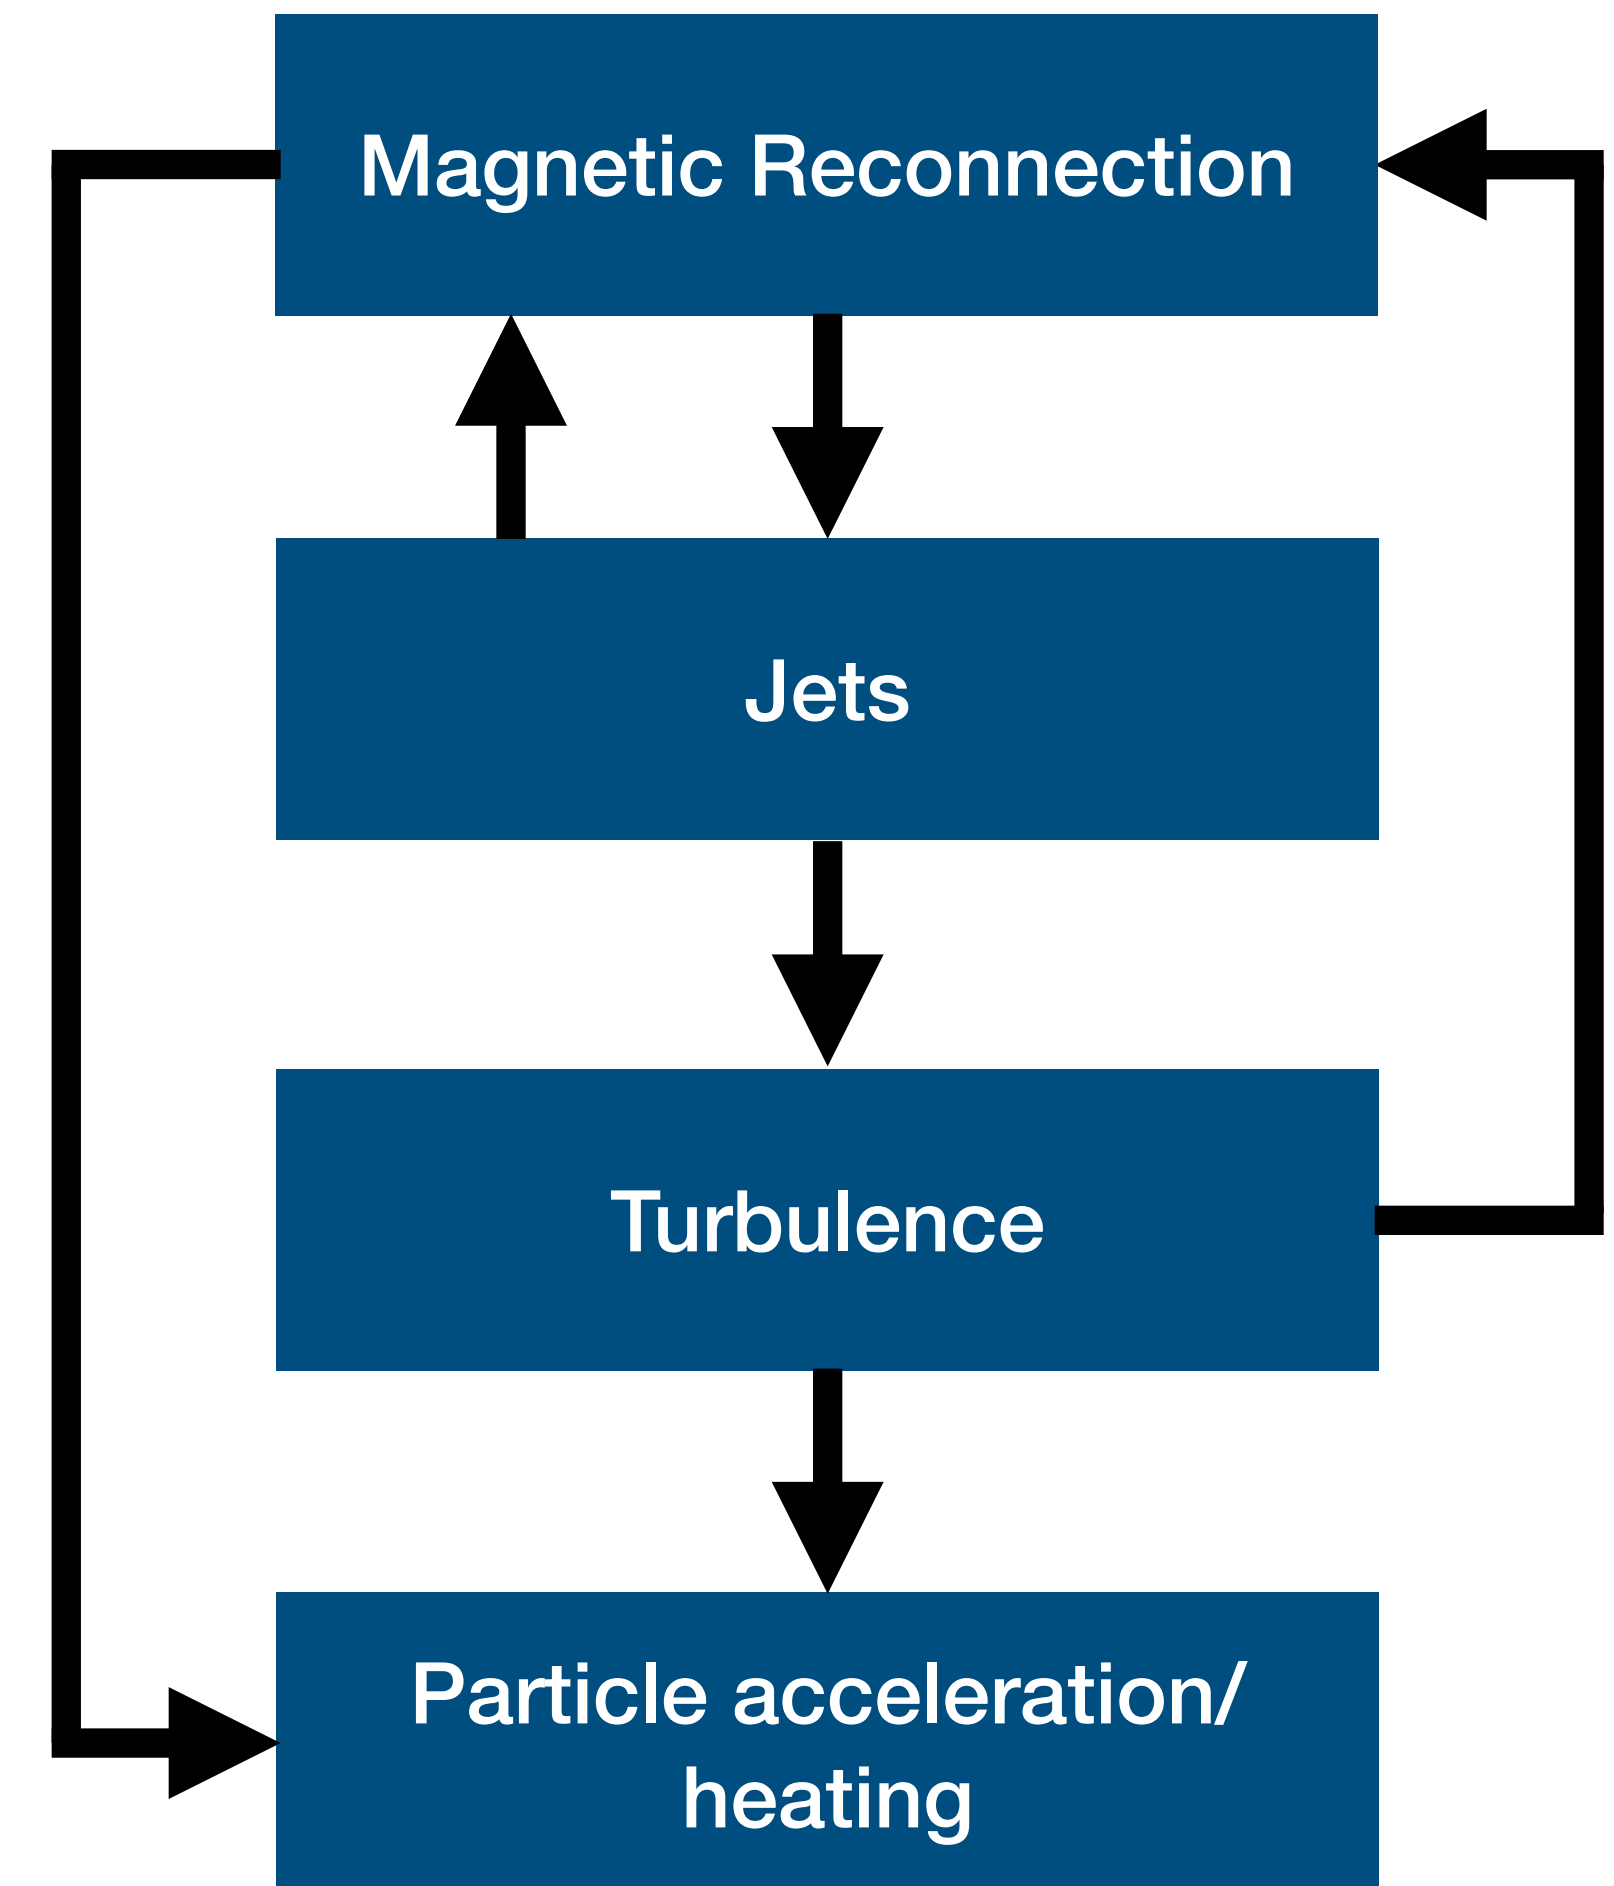 Magnetic Reconnection
Jets
Turbulence
Particle acceleration/
heating